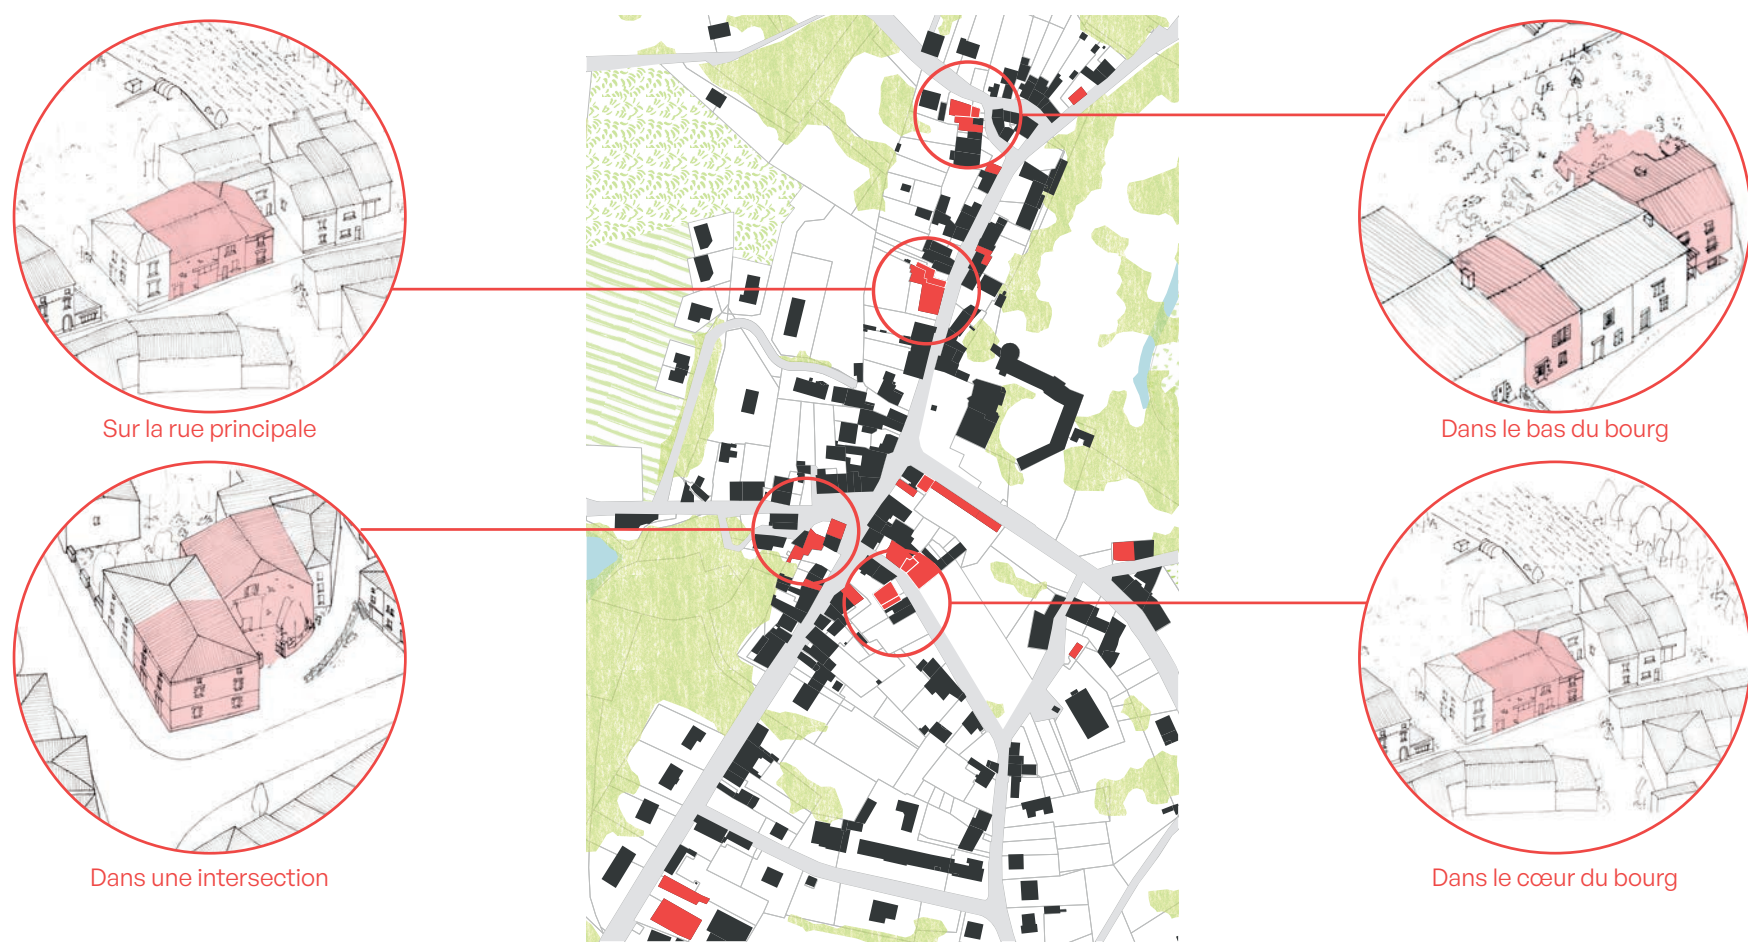 Sur la rue principale
Dans le bas du bourg
Dans une intersection
Dans le cœur du bourg